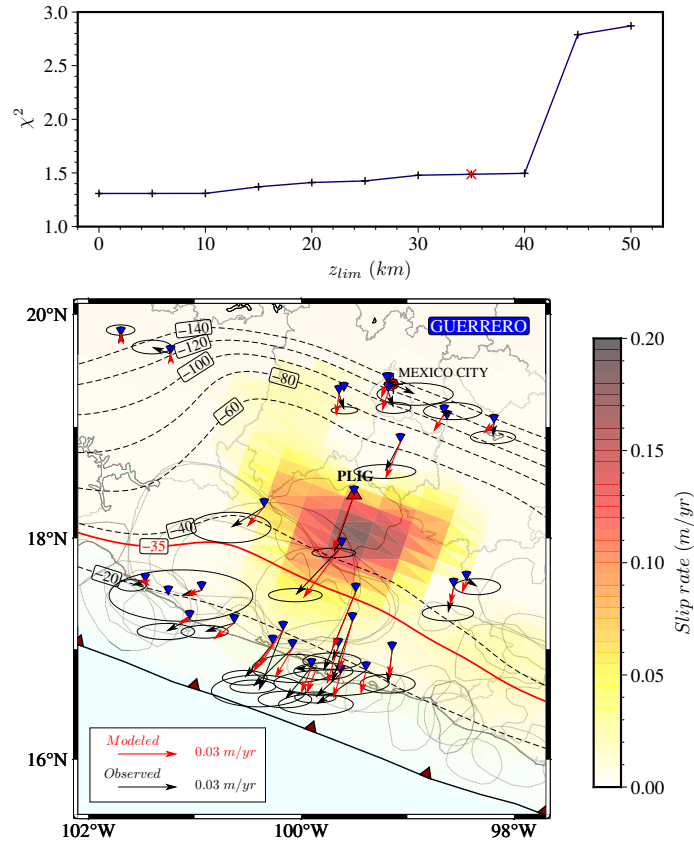 3.0
2.5
2.0
1.5
1.0
χ²
0 10 20 30 40 50
z_lim (km)
20°N
18°N
16°N
102°W 100°W 98°W
GUERRERO
MEXICO CITY
PLIG
−140
−120
−100
−80
−60
−40
−35
−20
Modeled
0.03 m/yr
Observed
0.03 m/yr
0.20
0.15
0.10
0.05
0.00
Slip rate (m/yr)